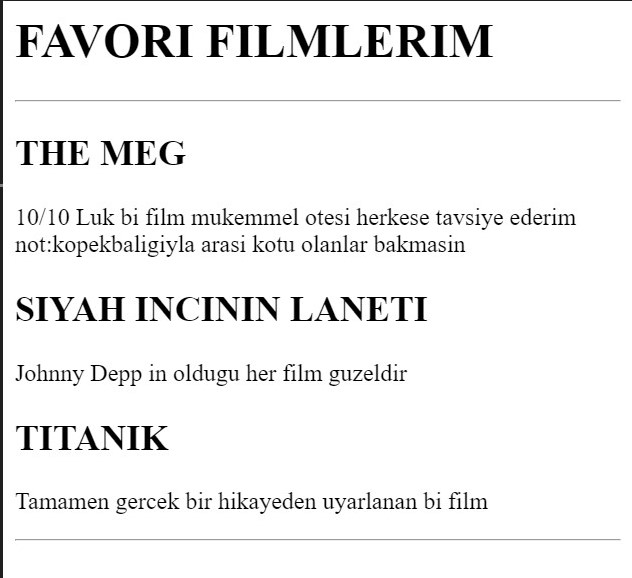 FAVORI FILMLERIM
THE MEG
10/10 Luk bi film mukemmel otesi herkese tavsiye ederim
not:kopekbaligiyla arasi kotu olanlar bakmasin
SIYAH INCININ LANETI
Johnny Depp in oldugu her film guzeldir
TITANIK
Tamamen gercek bir hikayeden uyarlanan bi film